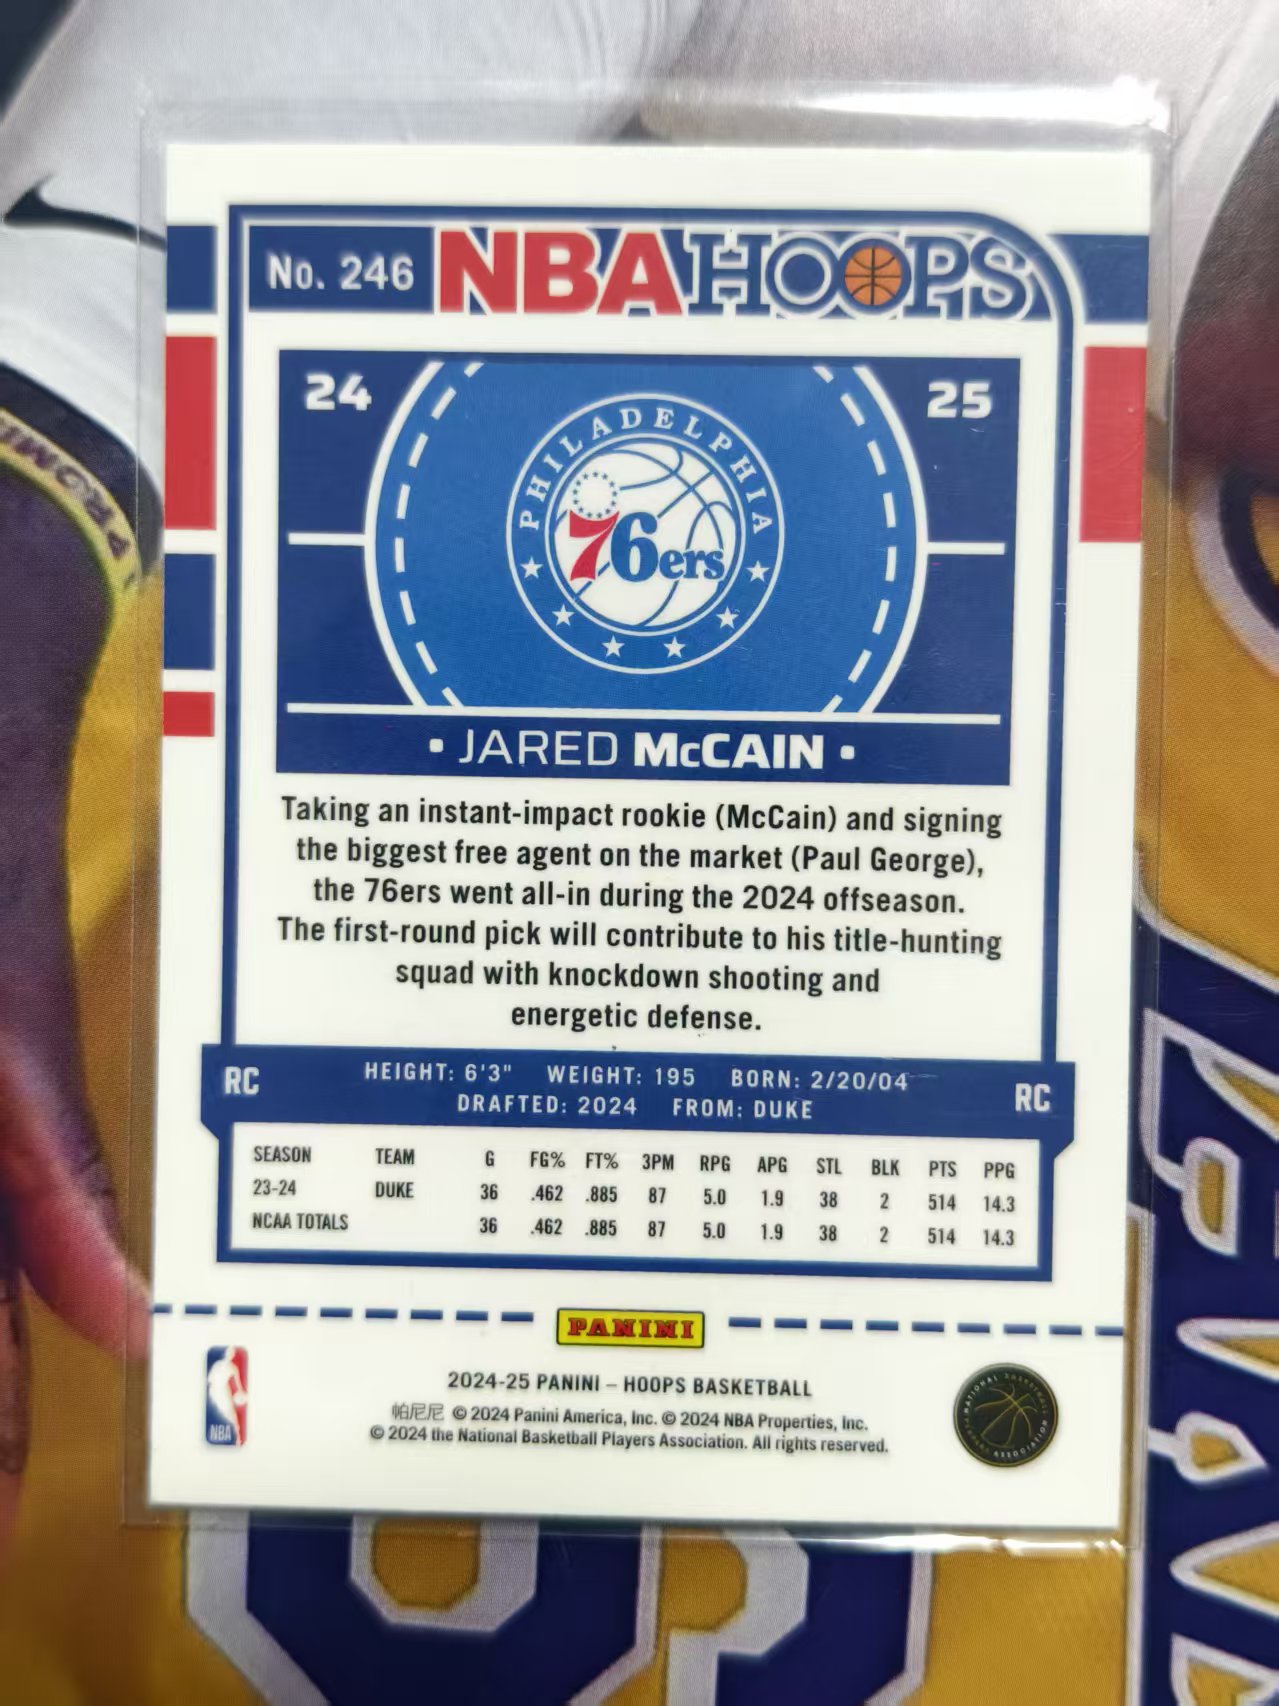 No. 246 NBA HOOPS
24 25
PHILADELPHIA
76ers
• JARED McCAIN •
Taking an instant-impact rookie (McCain) and signing
the biggest free agent on the market (Paul George),
the 76ers went all-in during the 2024 offseason.
The first-round pick will contribute to his title-hunting
squad with knockdown shooting and
energetic defense.
RC HEIGHT: 6'3" WEIGHT: 195 BORN: 2/20/04 RC
DRAFTED: 2024 FROM: DUKE
SEASON TEAM G FG% FT% 3PM RPG APG STL BLK PTS PPG
23-24 DUKE 36 .462 .885 87 5.0 1.9 38 2 514 14.3
NCAA TOTALS 36 .462 .885 87 5.0 1.9 38 2 514 14.3
PANINI
2024-25 PANINI – HOOPS BASKETBALL
帕尼尼 © 2024 Panini America, Inc. © 2024 NBA Properties, Inc.
© 2024 the National Basketball Players Association. All rights reserved.
NBA
NATIONAL BASKETBALL PLAYERS ASSOCIATION